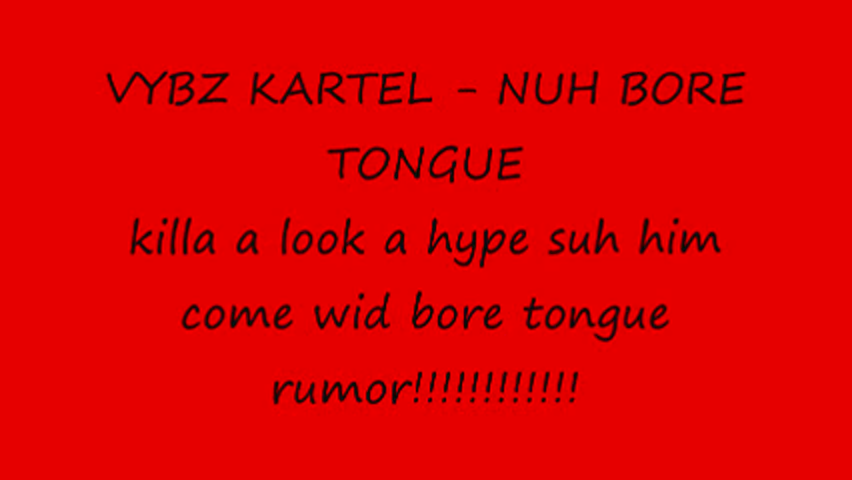 VYBZ KARTEL - NUH BORE
TONGUE
killa a look a hype suh him
come wid bore tongue
rumor!!!!!!!!!!!!